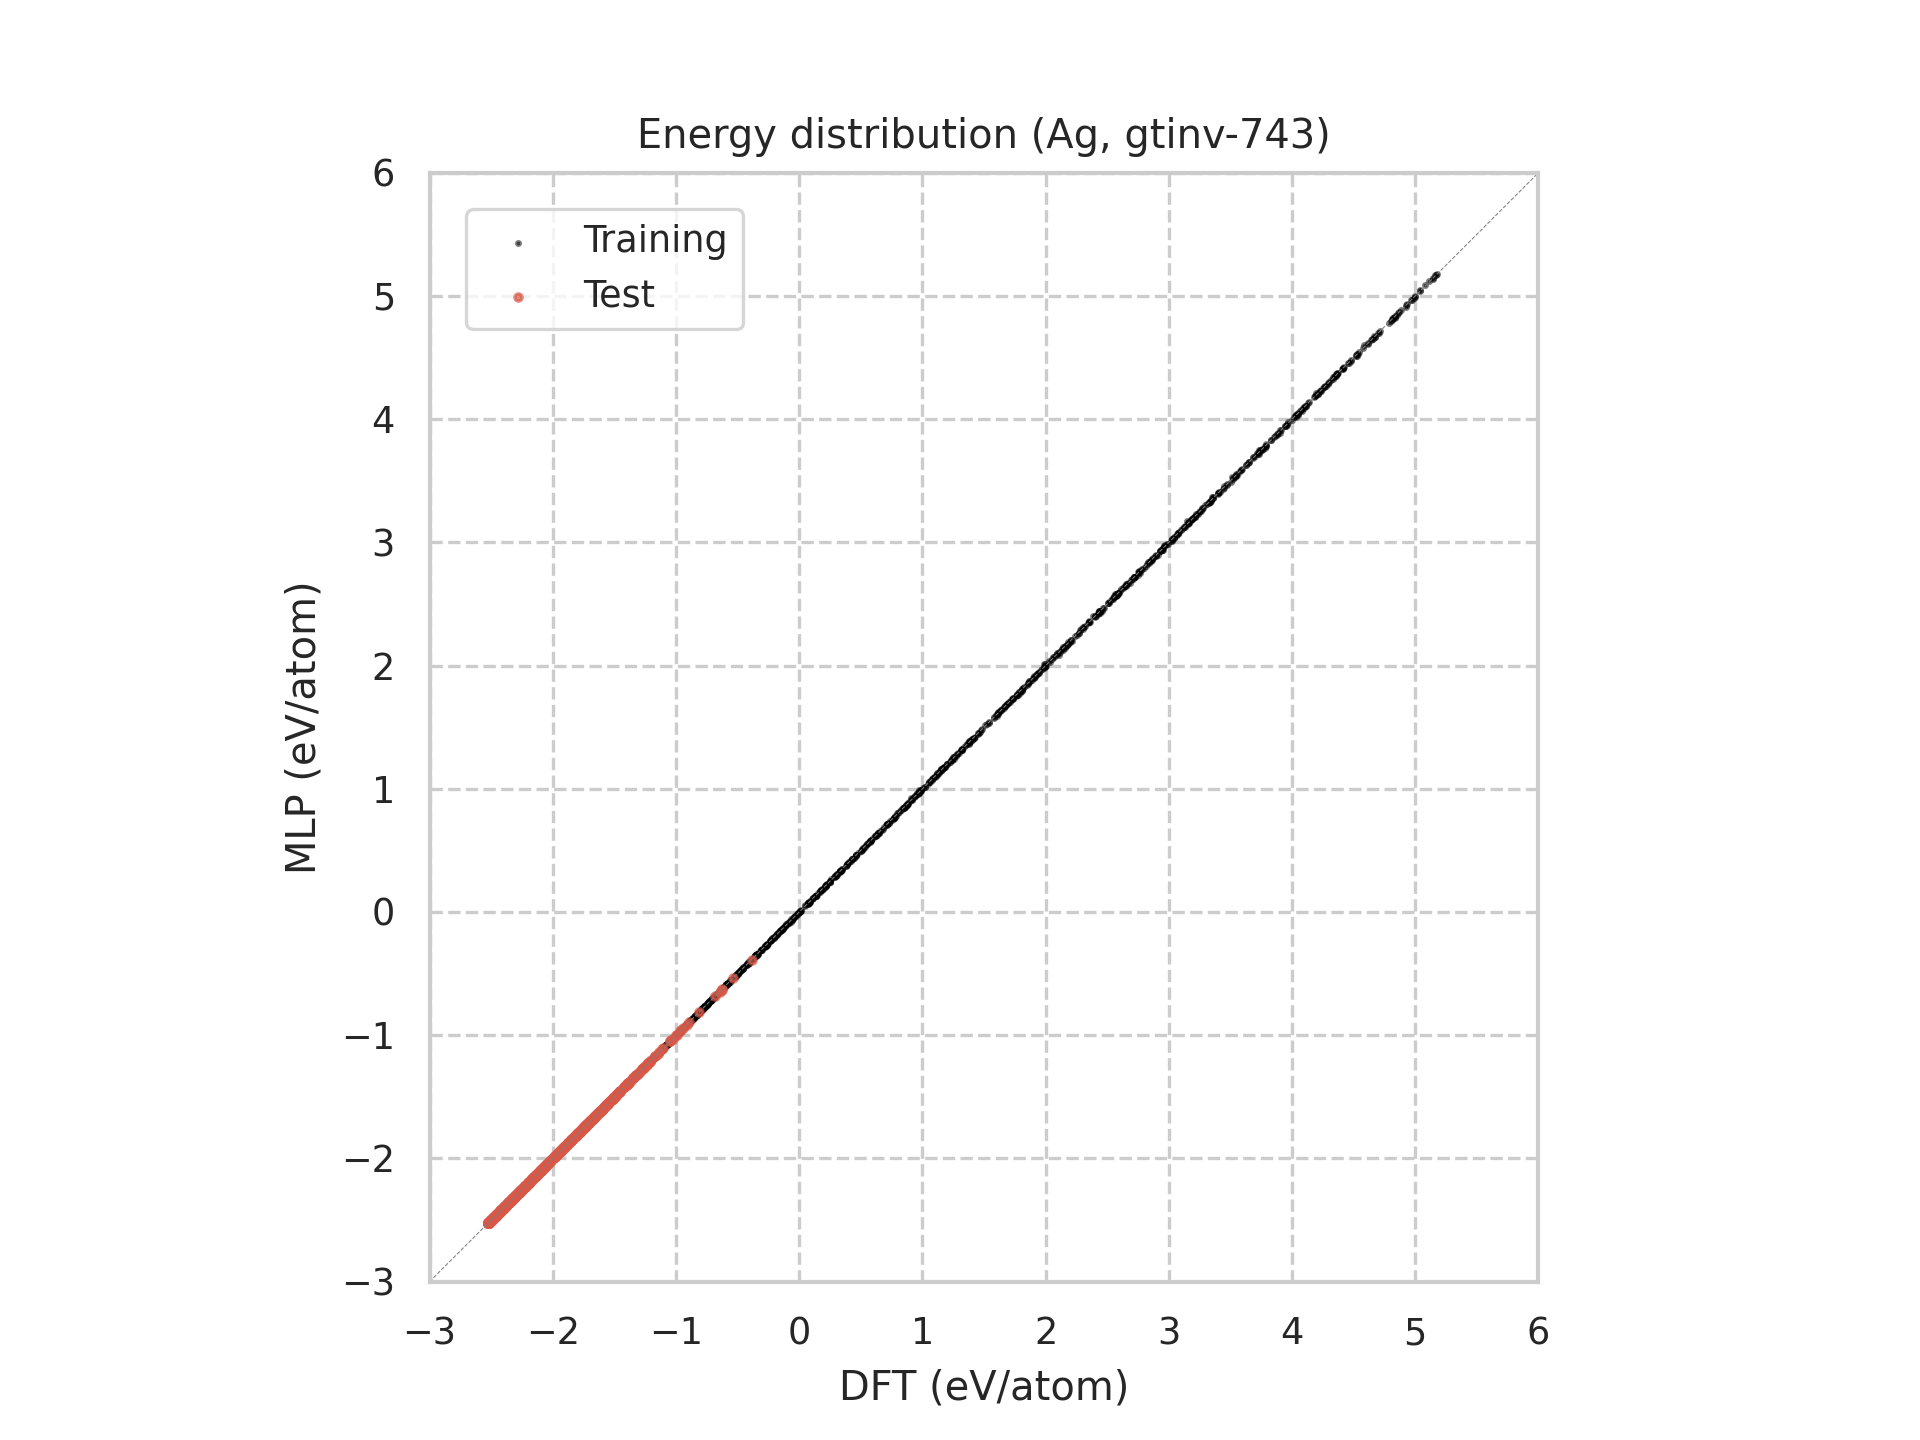 Energy distribution (Ag, gtinv-743)
Training
Test
MLP (eV/atom)
6
5
4
3
2
1
0
−1
−2
−3
−3 −2 −1 0 1 2 3 4 5 6
DFT (eV/atom)